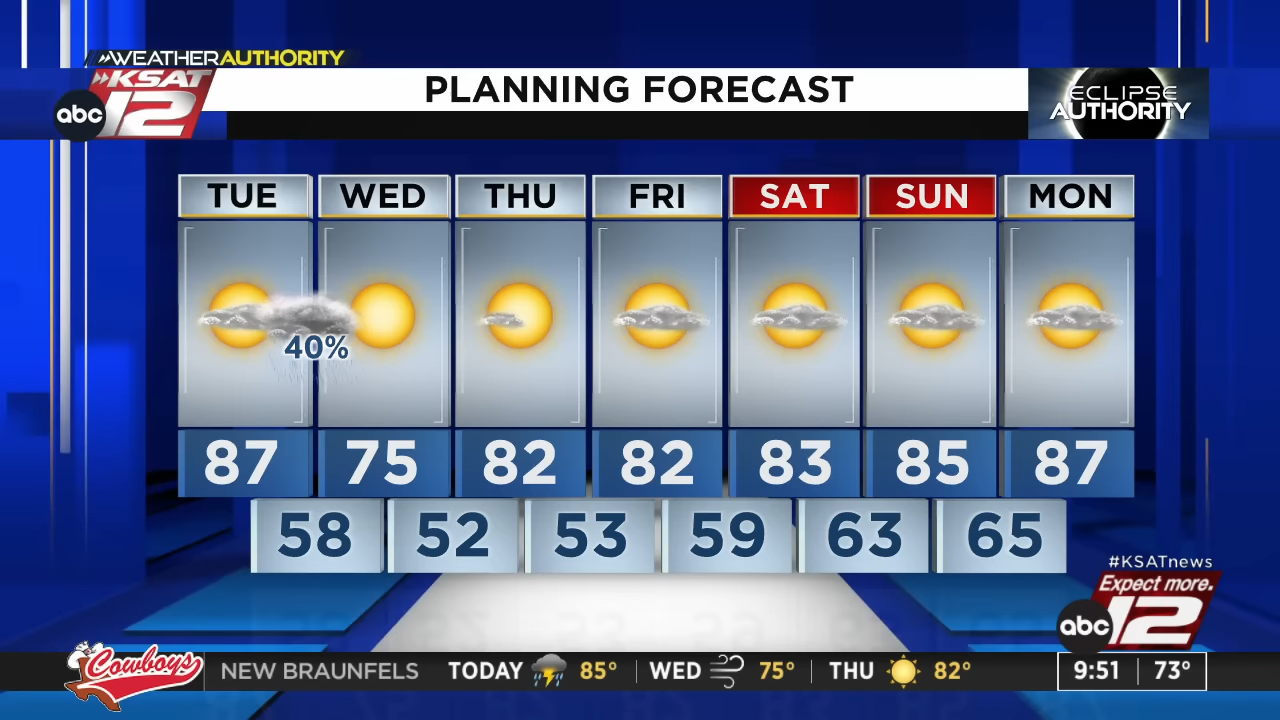 WEATHERAUTHORITY
KSAT
abc 12
PLANNING FORECAST
ECLIPSE
AUTHORITY
TUE WED THU FRI SAT SUN MON
40%
87 75 82 82 83 85 87
58 52 53 59 63 65
#KSATnews
Expect more.
abc 12
Cowboys NEW BRAUNFELS TODAY 85° WED 75° THU 82° 9:51 73°